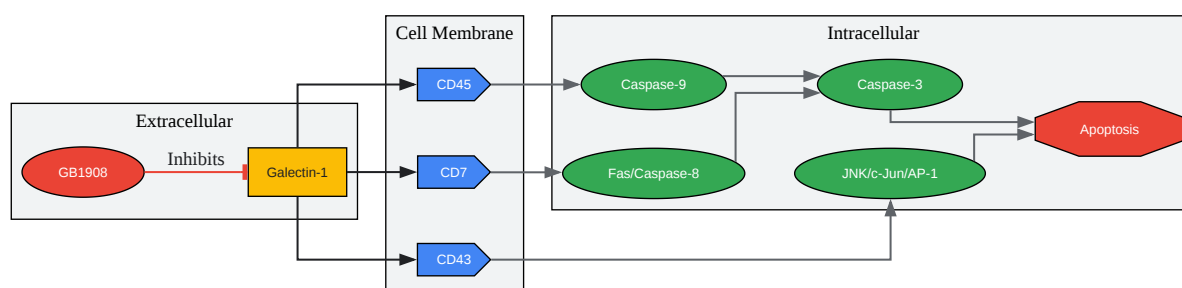 Cell Membrane
Intracellular
CD45
Caspase-9
Caspase-3
Extracellular
Inhibits
GB1908
Galectin-1
CD7
Fas/Caspase-8
JNK/c-Jun/AP-1
Apoptosis
CD43